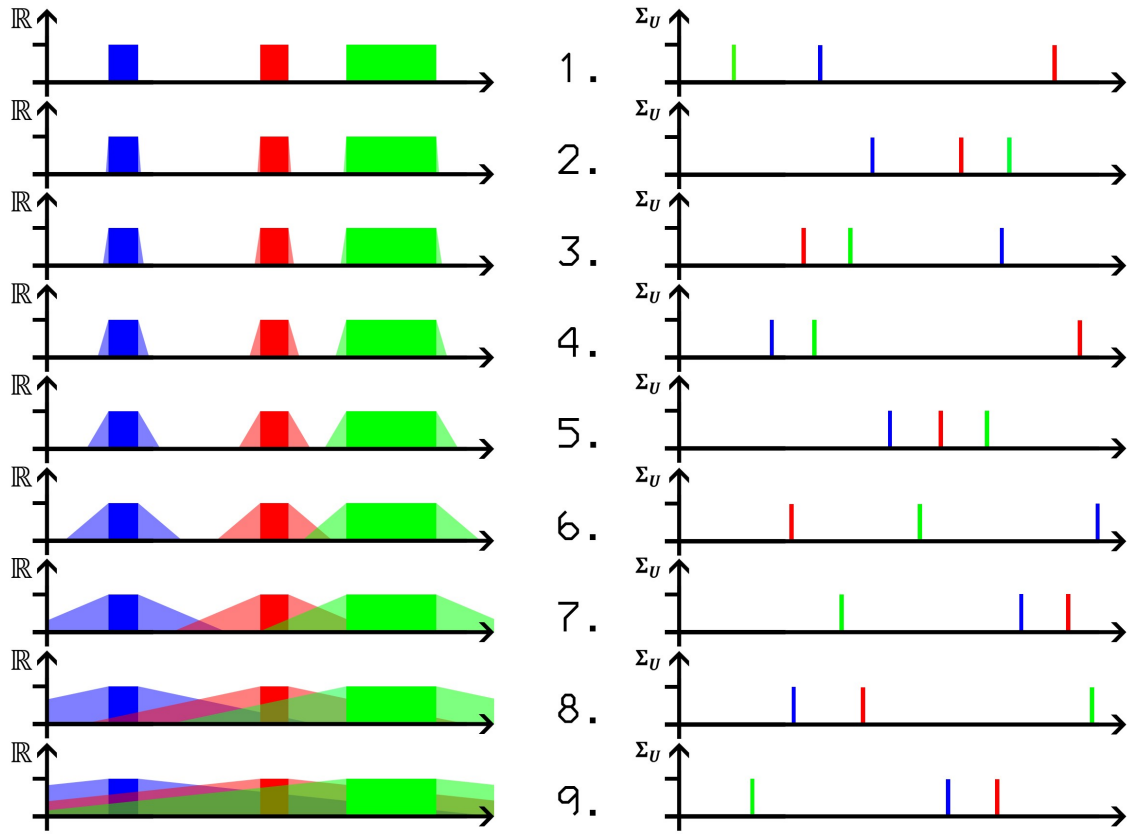 ℝ 1. Σ_U
ℝ 2. Σ_U
ℝ 3. Σ_U
ℝ 4. Σ_U
ℝ 5. Σ_U
ℝ 6. Σ_U
ℝ 7. Σ_U
ℝ 8. Σ_U
ℝ 9. Σ_U